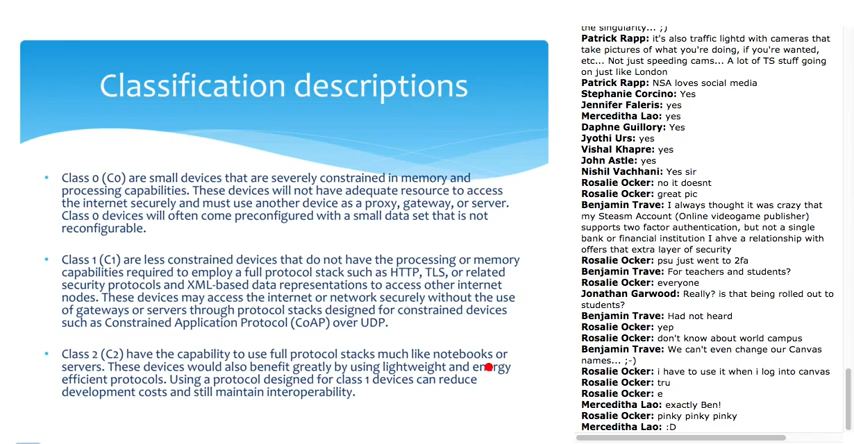 Classification descriptions
Class 0 (C0) are small devices that are severely constrained in memory and
processing capabilities. These devices will not have adequate resource to access
the internet securely and must use another device as a proxy, gateway, or server.
Class 0 devices will often come preconfigured with a small data set that is not
reconfigurable.
Class 1 (C1) are less constrained devices that do not have the processing or memory
capabilities required to employ a full protocol stack such as HTTP, TLS, or related
security protocols and XML-based data representations to access other internet
nodes. These devices may access the internet or network securely without the use
of gateways or servers through protocol stacks designed for constrained devices
such as Constrained Application Protocol (CoAP) over UDP.
Class 2 (C2) have the capability to use full protocol stacks much like notebooks or
servers. These devices would also benefit greatly by using lightweight and energy
efficient protocols. Using a protocol designed for class 1 devices can reduce
development costs and still maintain interoperability.
the singularity... ;)
Patrick Rapp: it's also traffic lightd with cameras that
take pictures of what you're doing, if you're wanted,
etc... Not just speeding cams... A lot of TS stuff going
on just like London
Patrick Rapp: NSA loves social media
Stephanie Corcino: Yes
Jennifer Faleris: yes
Merceditha Lao: yes
Daphne Guillory: Yes
Jyothi Urs: yes
Vishal Khapre: yes
John Astle: yes
Nishil Vachhani: Yes sir
Rosalie Ocker: no it doesnt
Rosalie Ocker: great pic
Benjamin Trave: I always thought it was crazy that
my Steasm Account (Online videogame publisher)
supports two factor authentication, but not a single
bank or financial institution I ahve a relationship with
offers that extra layer of security
Rosalie Ocker: psu just went to 2fa
Benjamin Trave: For teachers and students?
Rosalie Ocker: everyone
Jonathan Garwood: Really? is that being rolled out to
students?
Benjamin Trave: Had not heard
Rosalie Ocker: yep
Rosalie Ocker: don't know about world campus
Benjamin Trave: We can't even change our Canvas
names... ;-)
Rosalie Ocker: i have to use it when i log into canvas
Rosalie Ocker: tru
Rosalie Ocker: e
Merceditha Lao: exactly Ben!
Rosalie Ocker: pinky pinky pinky
Merceditha Lao: :D